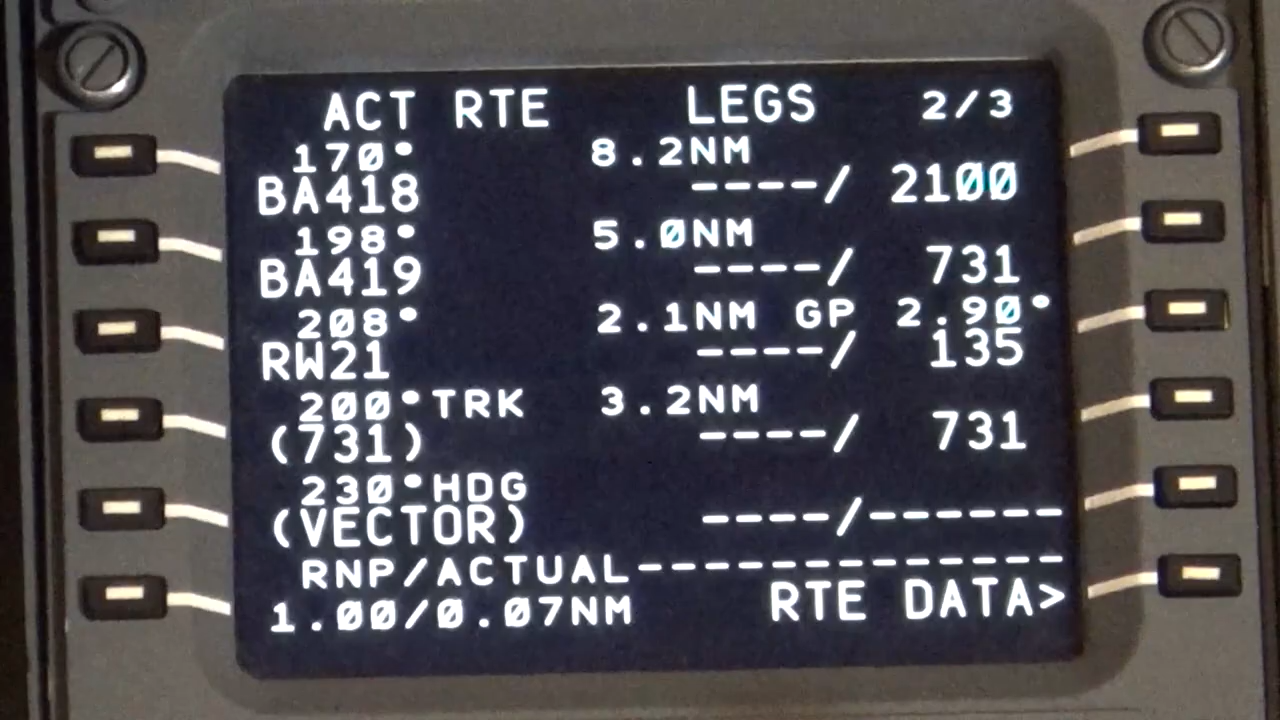 ACT RTE LEGS 2/3
170° 8.2NM
BA418 ----/ 2100
198° 5.0NM
BA419 ----/ 731
208° 2.1NM GP 2.90°
RW21 ----/ 135
200°TRK 3.2NM
(731) ----/ 731
230°HDG
(VECTOR) ----/------
RNP/ACTUAL--------------
1.00/0.07NM RTE DATA>